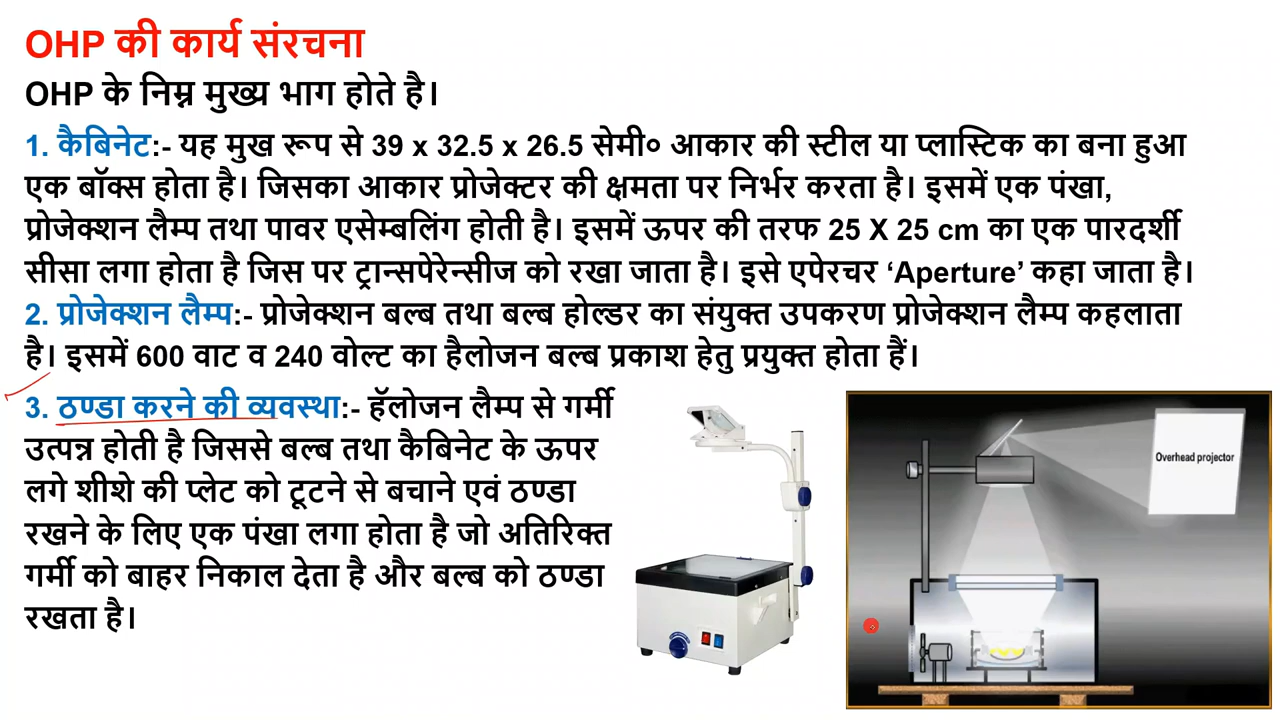 OHP की कार्य संरचना
OHP के निम्न मुख्य भाग होते है।
1. कैबिनेट:- यह मुख रूप से 39 x 32.5 x 26.5 सेमी० आकार की स्टील या प्लास्टिक का बना हुआ
एक बॉक्स होता है। जिसका आकार प्रोजेक्टर की क्षमता पर निर्भर करता है। इसमें एक पंखा,
प्रोजेक्शन लैम्प तथा पावर एसेम्बलिंग होती है। इसमें ऊपर की तरफ 25 X 25 cm का एक पारदर्शी
सीसा लगा होता है जिस पर ट्रान्सपेरेन्सीज को रखा जाता है। इसे एपेरचर ‘Aperture’ कहा जाता है।
2. प्रोजेक्शन लैम्प:- प्रोजेक्शन बल्ब तथा बल्ब होल्डर का संयुक्त उपकरण प्रोजेक्शन लैम्प कहलाता
है। इसमें 600 वाट व 240 वोल्ट का हैलोजन बल्ब प्रकाश हेतु प्रयुक्त होता हैं।
3. ठण्डा करने की व्यवस्था:- हॅलोजन लैम्प से गर्मी
उत्पन्न होती है जिससे बल्ब तथा कैबिनेट के ऊपर
लगे शीशे की प्लेट को टूटने से बचाने एवं ठण्डा
रखने के लिए एक पंखा लगा होता है जो अतिरिक्त
गर्मी को बाहर निकाल देता है और बल्ब को ठण्डा
रखता है।
Overhead projector